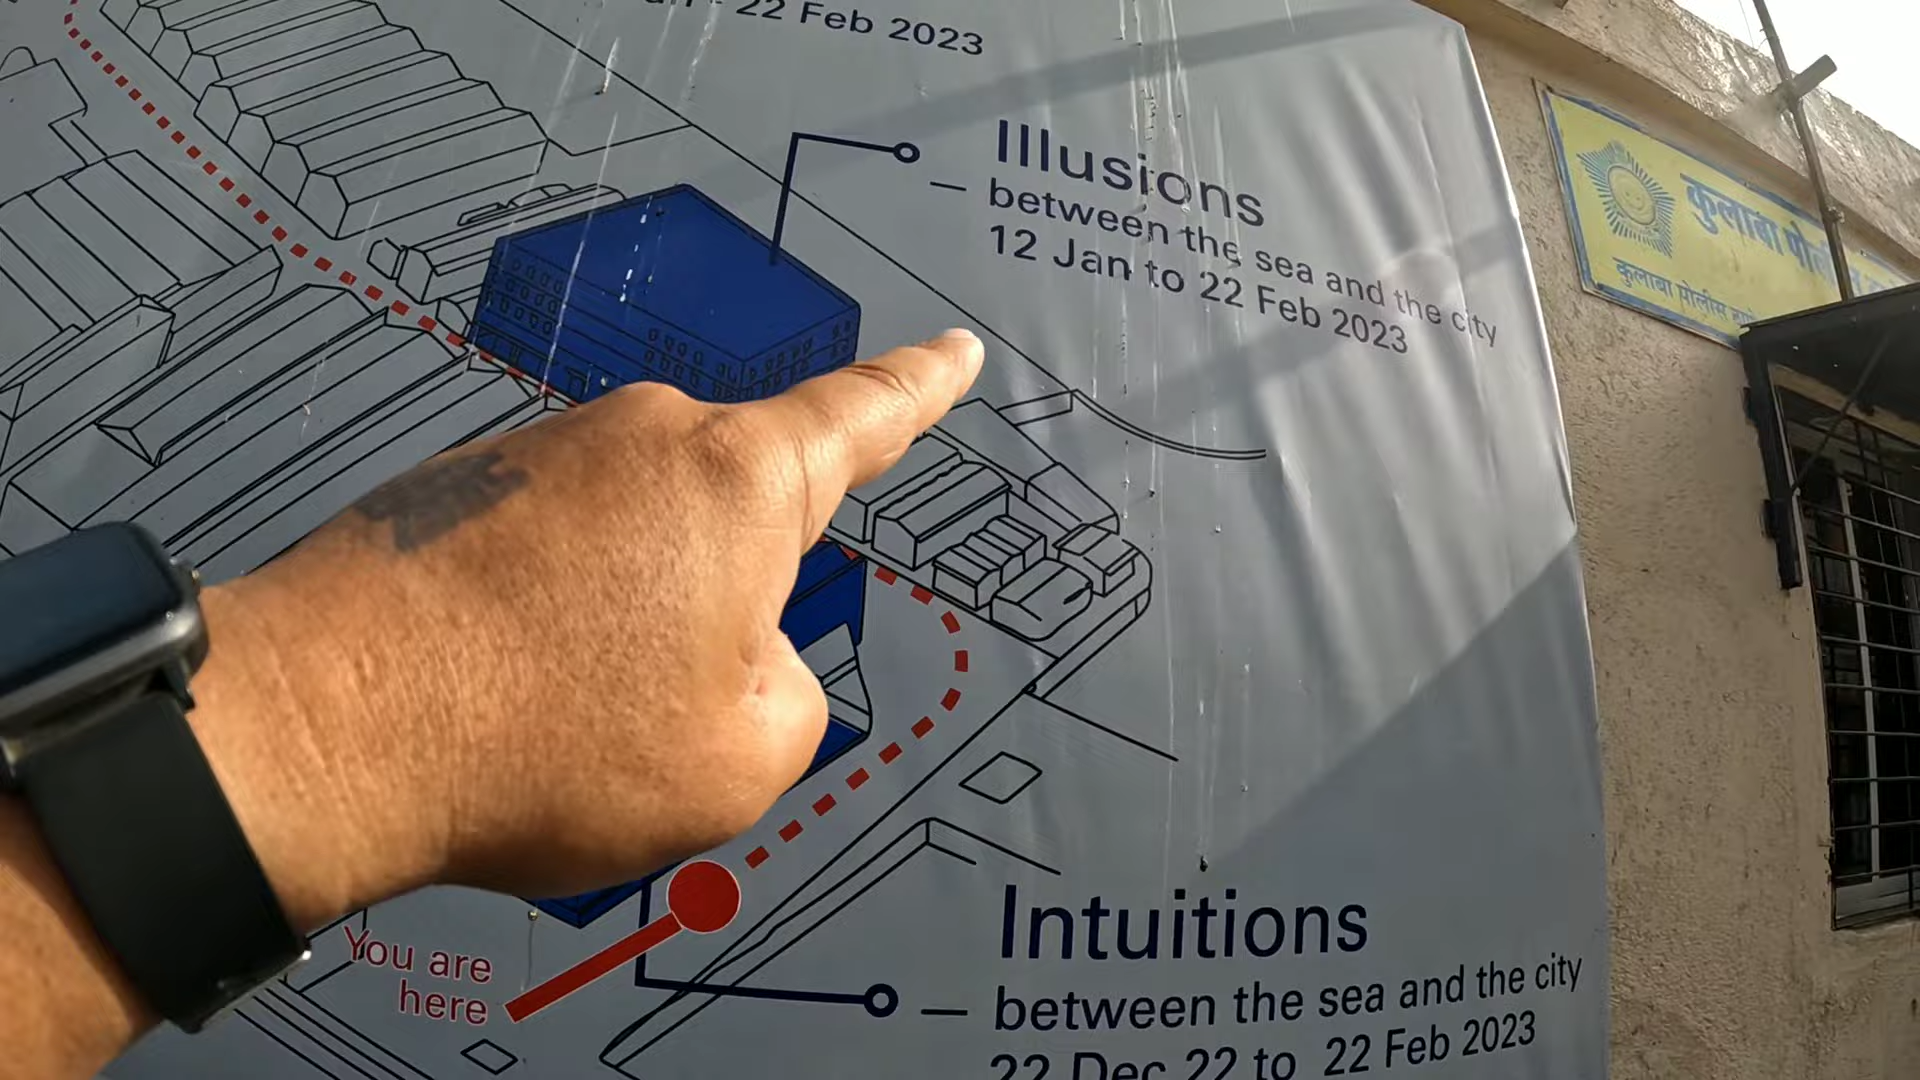 22 Feb 2023
Illusions
— between the sea and the city
12 Jan to 22 Feb 2023
कुलाबा
कुलाबा पोलीस
You are
here
Intuitions
— between the sea and the city
22 Dec 22 to 22 Feb 2023